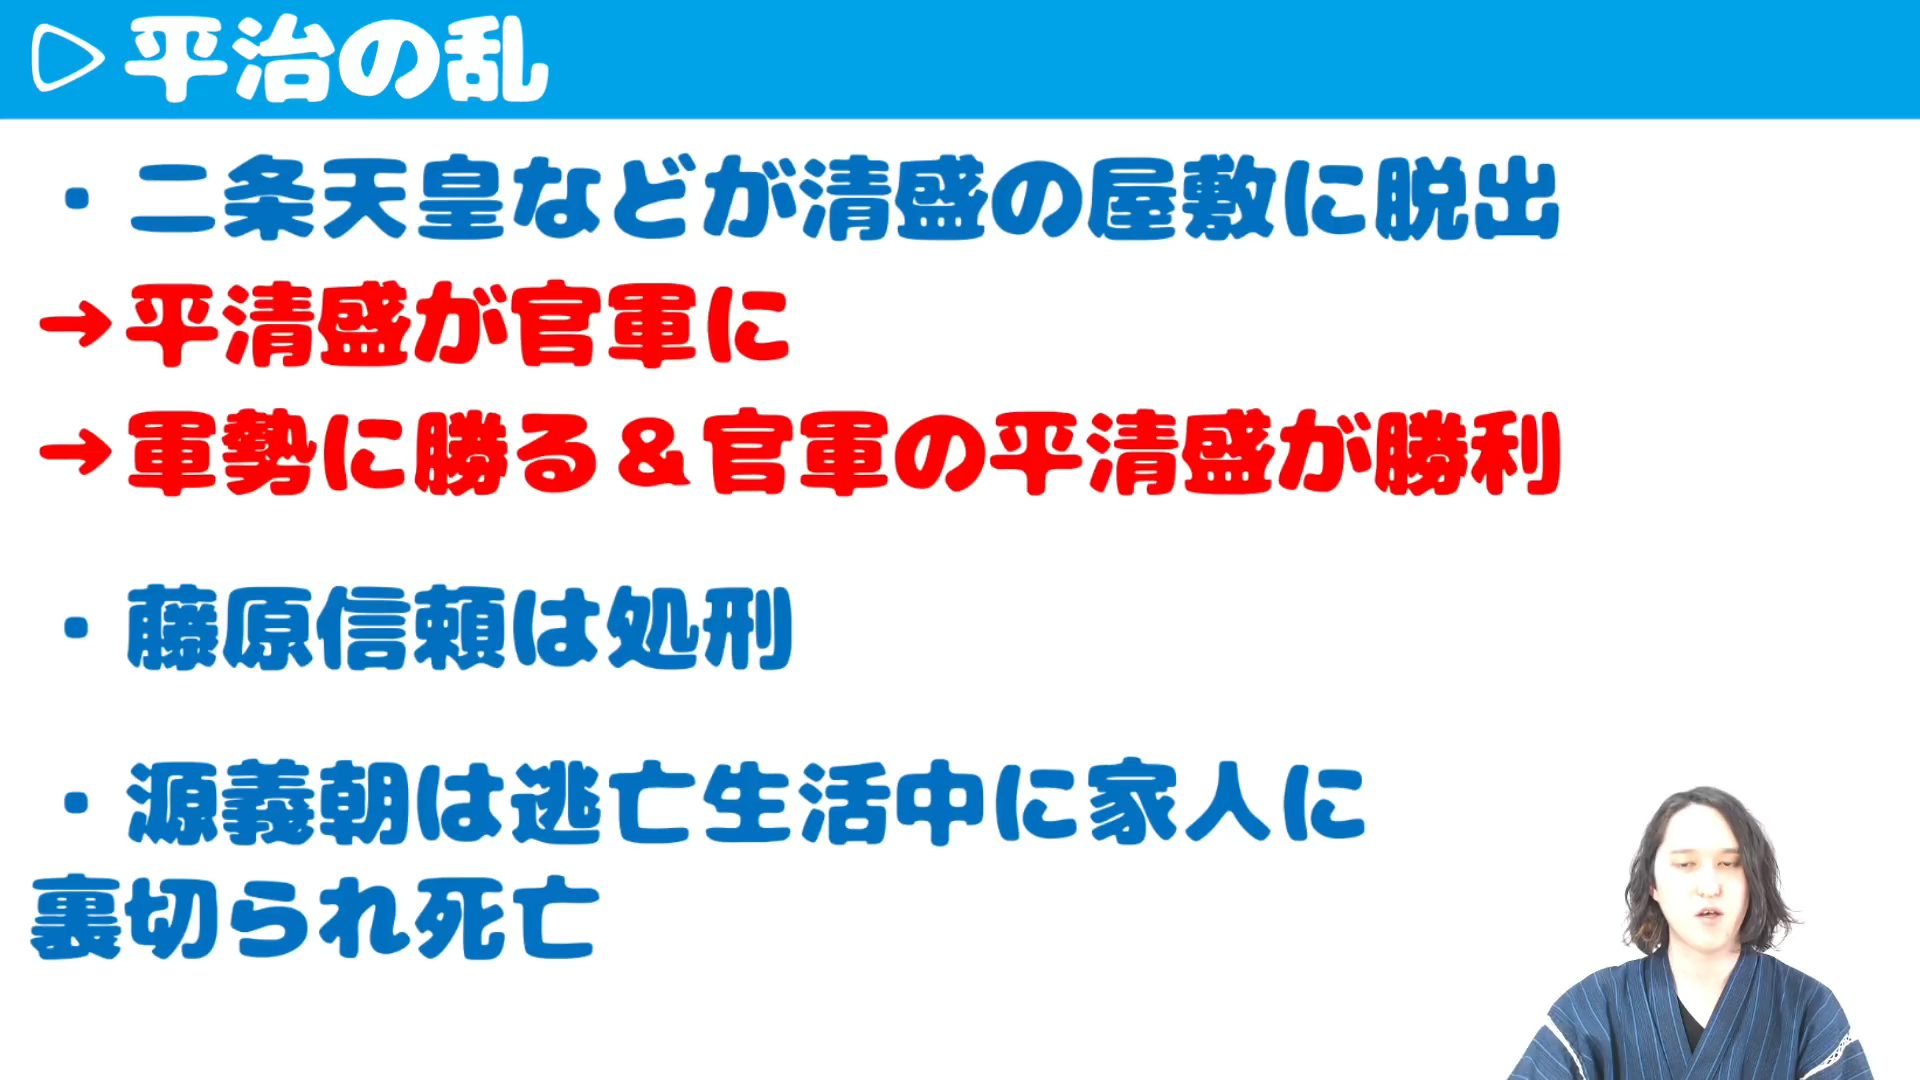 ▷平治の乱
・二条天皇などが清盛の屋敷に脱出
→平清盛が官軍に
→軍勢に勝る＆官軍の平清盛が勝利
・藤原信頼は処刑
・源義朝は逃亡生活中に家人に
裏切られ死亡